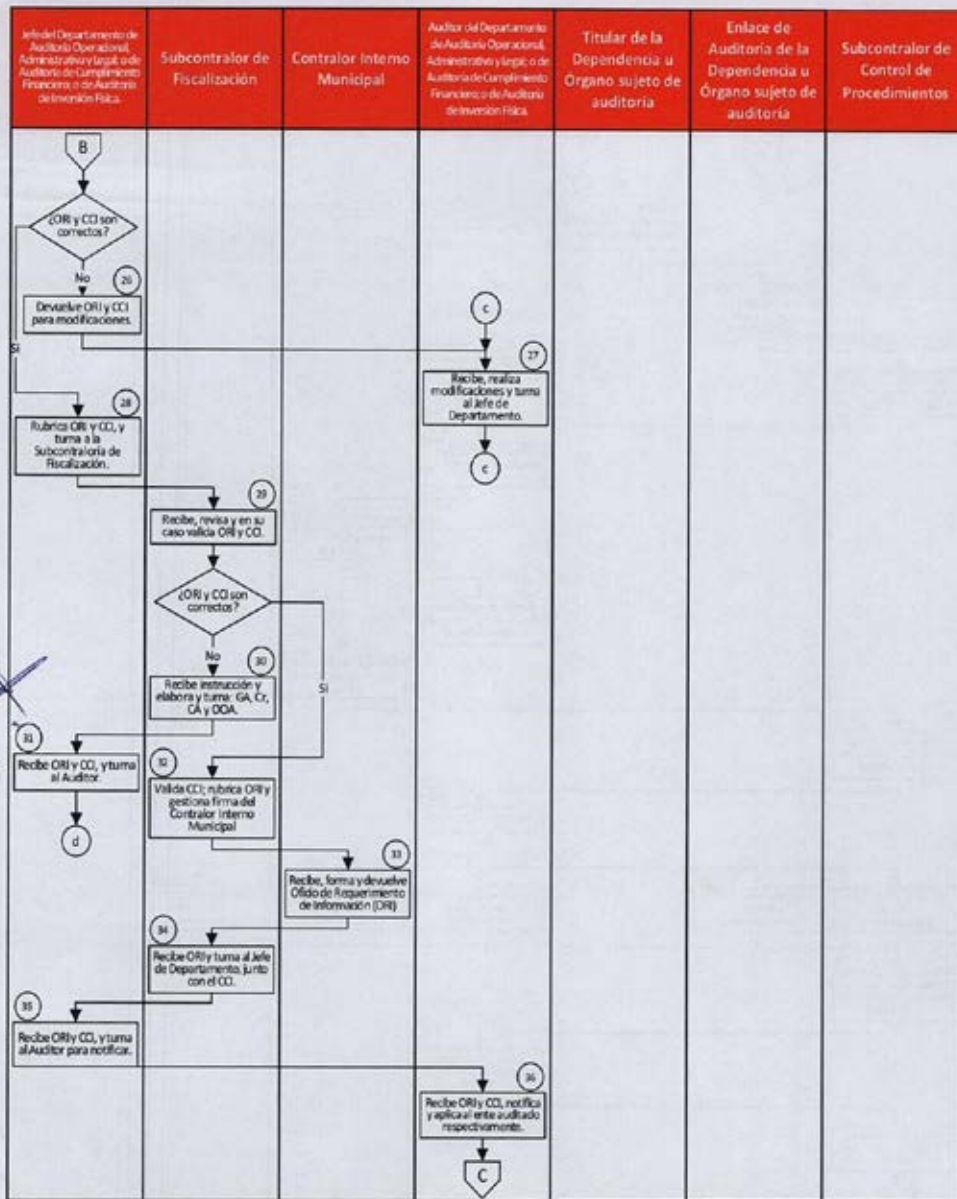 Jefe del Departamento de
Auditoría Operacional,
Administrativa y Legal; o de
Auditoría de Cumplimiento
Financiero; o de Auditoría
de Inversión Física.
Subcontralor de
Fiscalización
Contralor Interno
Municipal
Auditor del Departamento
de Auditoría Operacional,
Administrativa y Legal; o de
Auditoría de Cumplimiento
Financiero; o de Auditoría
de Inversión Física.
Titular de la
Dependencia u
Órgano sujeto de
auditoría
Enlace de
Auditoría de la
Dependencia u
Órgano sujeto de
auditoría
Subcontralor de
Control de
Procedimientos
B
¿ORI y CCI son
correctos?
No
26
Devuelve ORI y CCI
para modificaciones.
Si
c
27
Recibe, realiza
modificaciones y turna
al Jefe de
Departamento.
c
28
Rubrica ORI y CCI, y
turna a la
Subcontraloría de
Fiscalización.
29
Recibe, revisa y en su
caso valida ORI y CCI.
¿ORI y CCI son
correctos?
No
Si
30
Recibe instrucción y
elabora y turna: GA, Cr,
CA y OOA.
31
Recibe ORI y CCI, y turna
al Auditor.
d
32
Valida CCI; rubrica ORI y
gestiona firma del
Contralor Interno
Municipal
33
Recibe, forma y devuelve
Oficio de Requerimiento
de Información (ORI)
34
Recibe ORI y turna al Jefe
de Departamento, junto
con el CCI.
35
Recibe ORI y CCI, y turna
al Auditor para notificar.
36
Recibe ORI y CCI, notifica
y aplica al ente auditado
respectivamente.
C